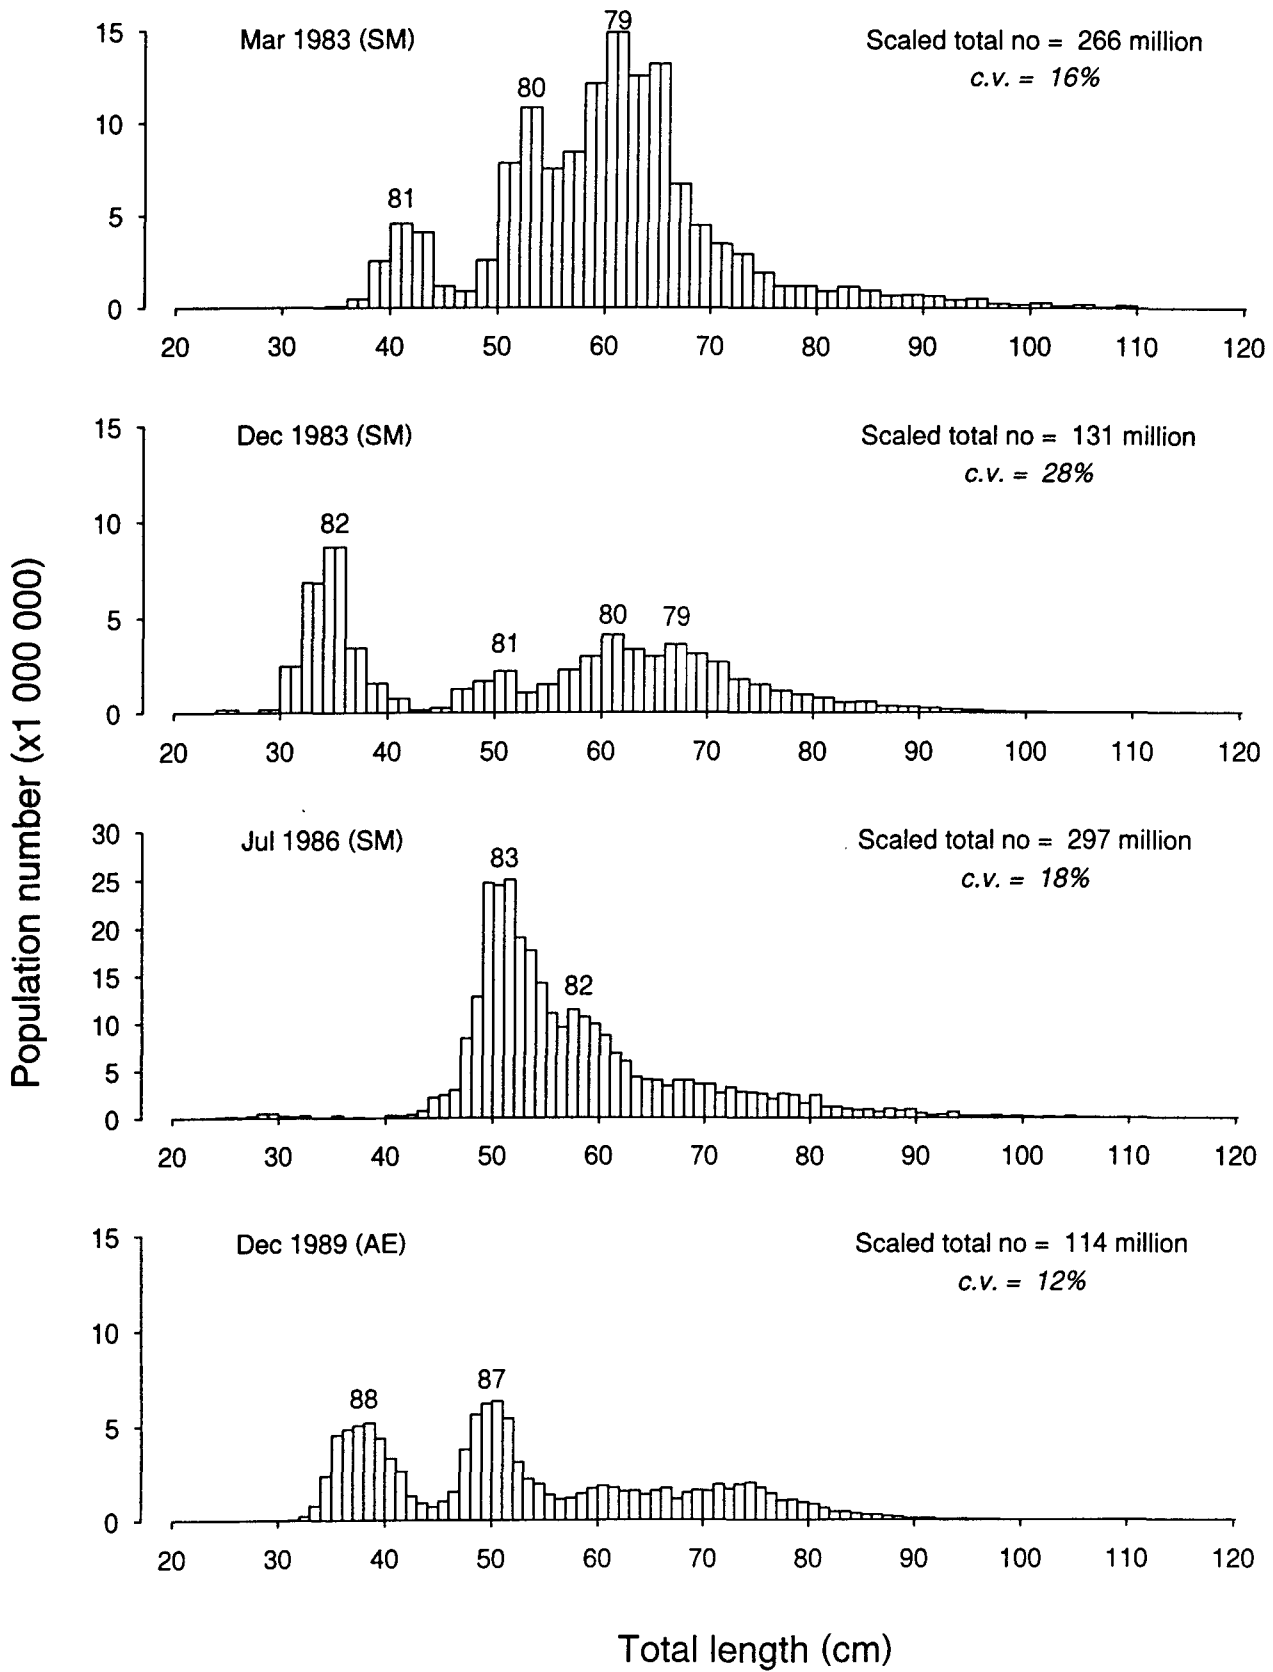 Population number (x1 000 000)
Mar 1983 (SM)
Scaled total no = 266 million
c.v. = 16%
79
80
81
15
10
5
0
20 30 40 50 60 70 80 90 100 110 120
Dec 1983 (SM)
Scaled total no = 131 million
c.v. = 28%
82
81
80
79
15
10
5
0
20 30 40 50 60 70 80 90 100 110 120
Jul 1986 (SM)
Scaled total no = 297 million
c.v. = 18%
83
82
30
25
20
15
10
5
0
20 30 40 50 60 70 80 90 100 110 120
Dec 1989 (AE)
Scaled total no = 114 million
c.v. = 12%
88
87
15
10
5
0
20 30 40 50 60 70 80 90 100 110 120
Total length (cm)